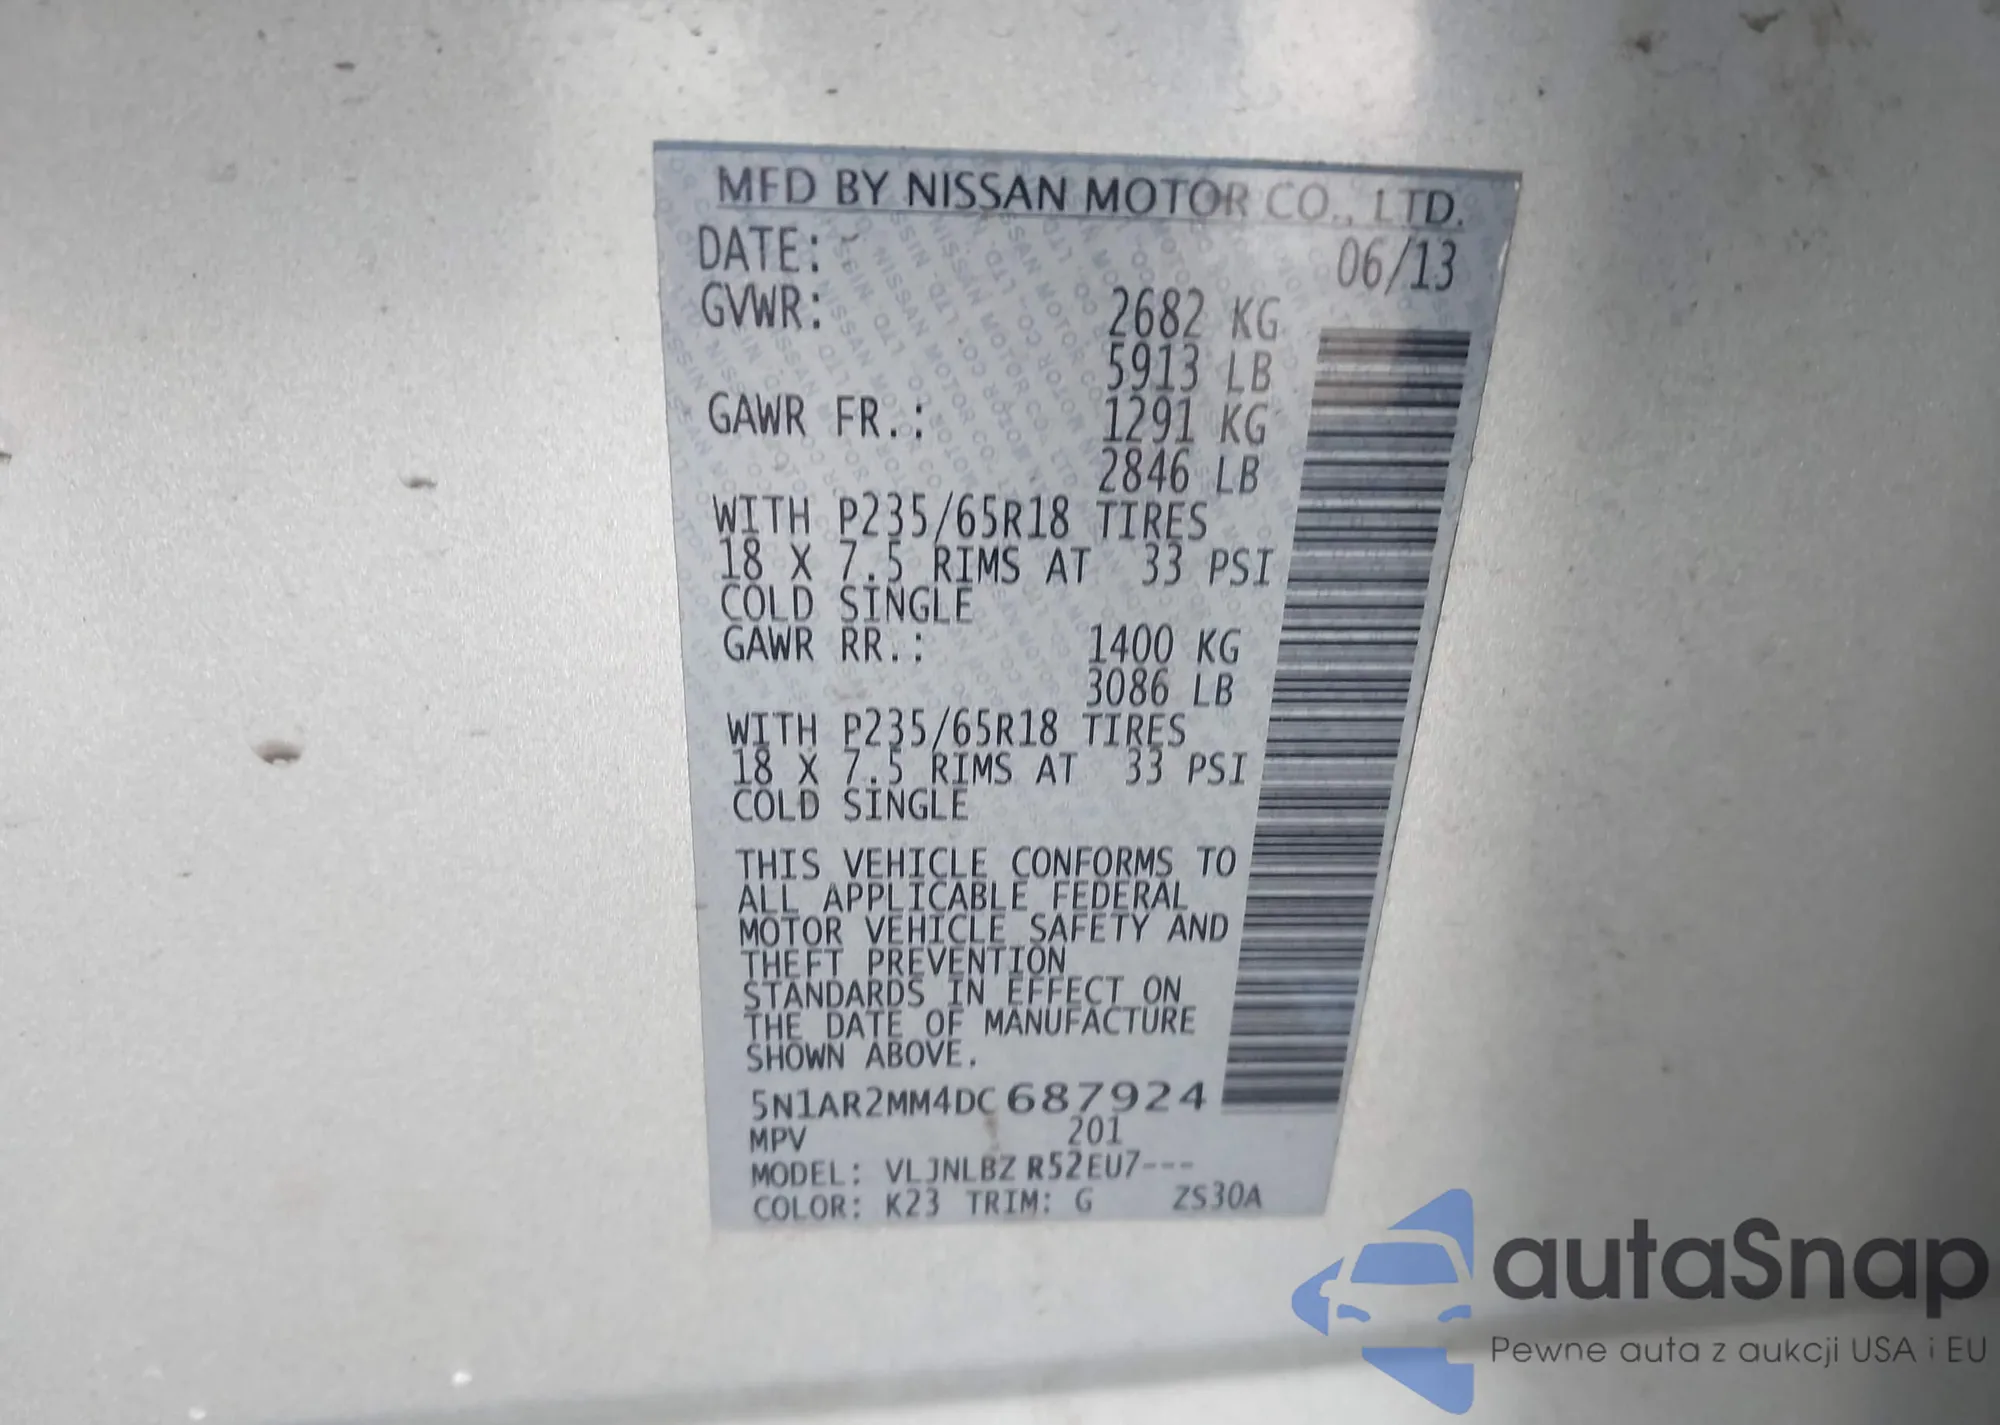 MFD BY NISSAN MOTOR CO., LTD.
DATE: 06/13
GVWR: 2682 KG
5913 LB
GAWR FR.: 1291 KG
2846 LB
WITH P235/65R18 TIRES
18 X 7.5 RIMS AT 33 PSI
COLD SINGLE
GAWR RR.: 1400 KG
3086 LB
WITH P235/65R18 TIRES
18 X 7.5 RIMS AT 33 PSI
COLD SINGLE
THIS VEHICLE CONFORMS TO
ALL APPLICABLE FEDERAL
MOTOR VEHICLE SAFETY AND
THEFT PREVENTION
STANDARDS IN EFFECT ON
THE DATE OF MANUFACTURE
SHOWN ABOVE.
5N1AR2MM4DC687924
MPV 201
MODEL: VLJNLBZ R52EU7---
COLOR: K23 TRIM: G ZS30A
autaSnap
Pewne auta z aukcji USA i EU